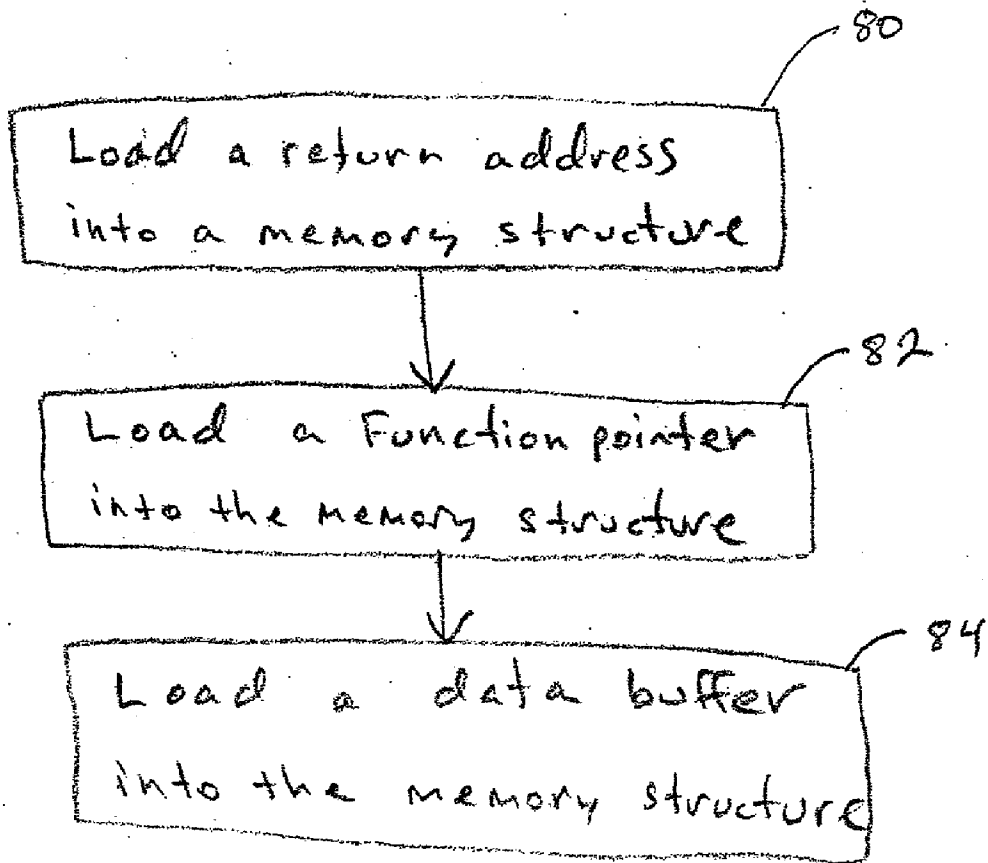 80
Load a return address
into a memory structure
82
Load a Function pointer
into the memory structure
84
Load a data buffer
into the memory structure